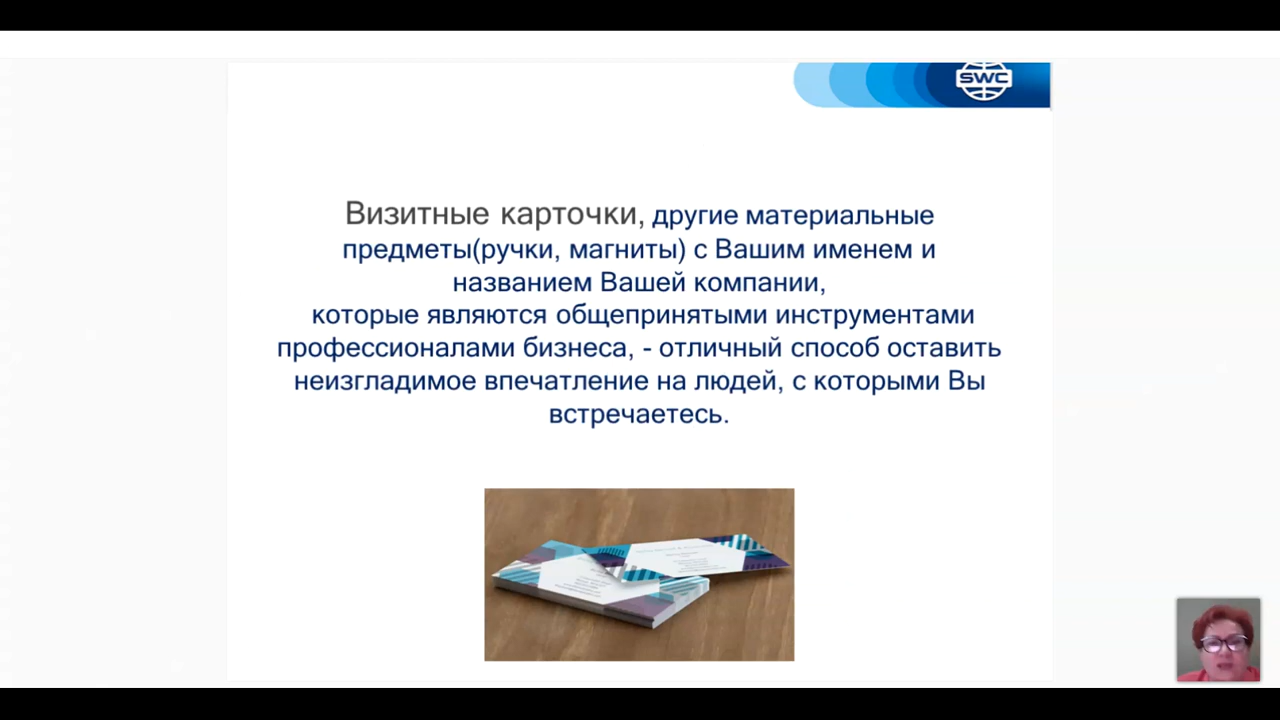 SWC
Визитные карточки, другие материальные
предметы(ручки, магниты) с Вашим именем и
названием Вашей компании,
которые являются общепринятыми инструментами
профессионалами бизнеса, - отличный способ оставить
неизгладимое впечатление на людей, с которыми Вы
встречаетесь.